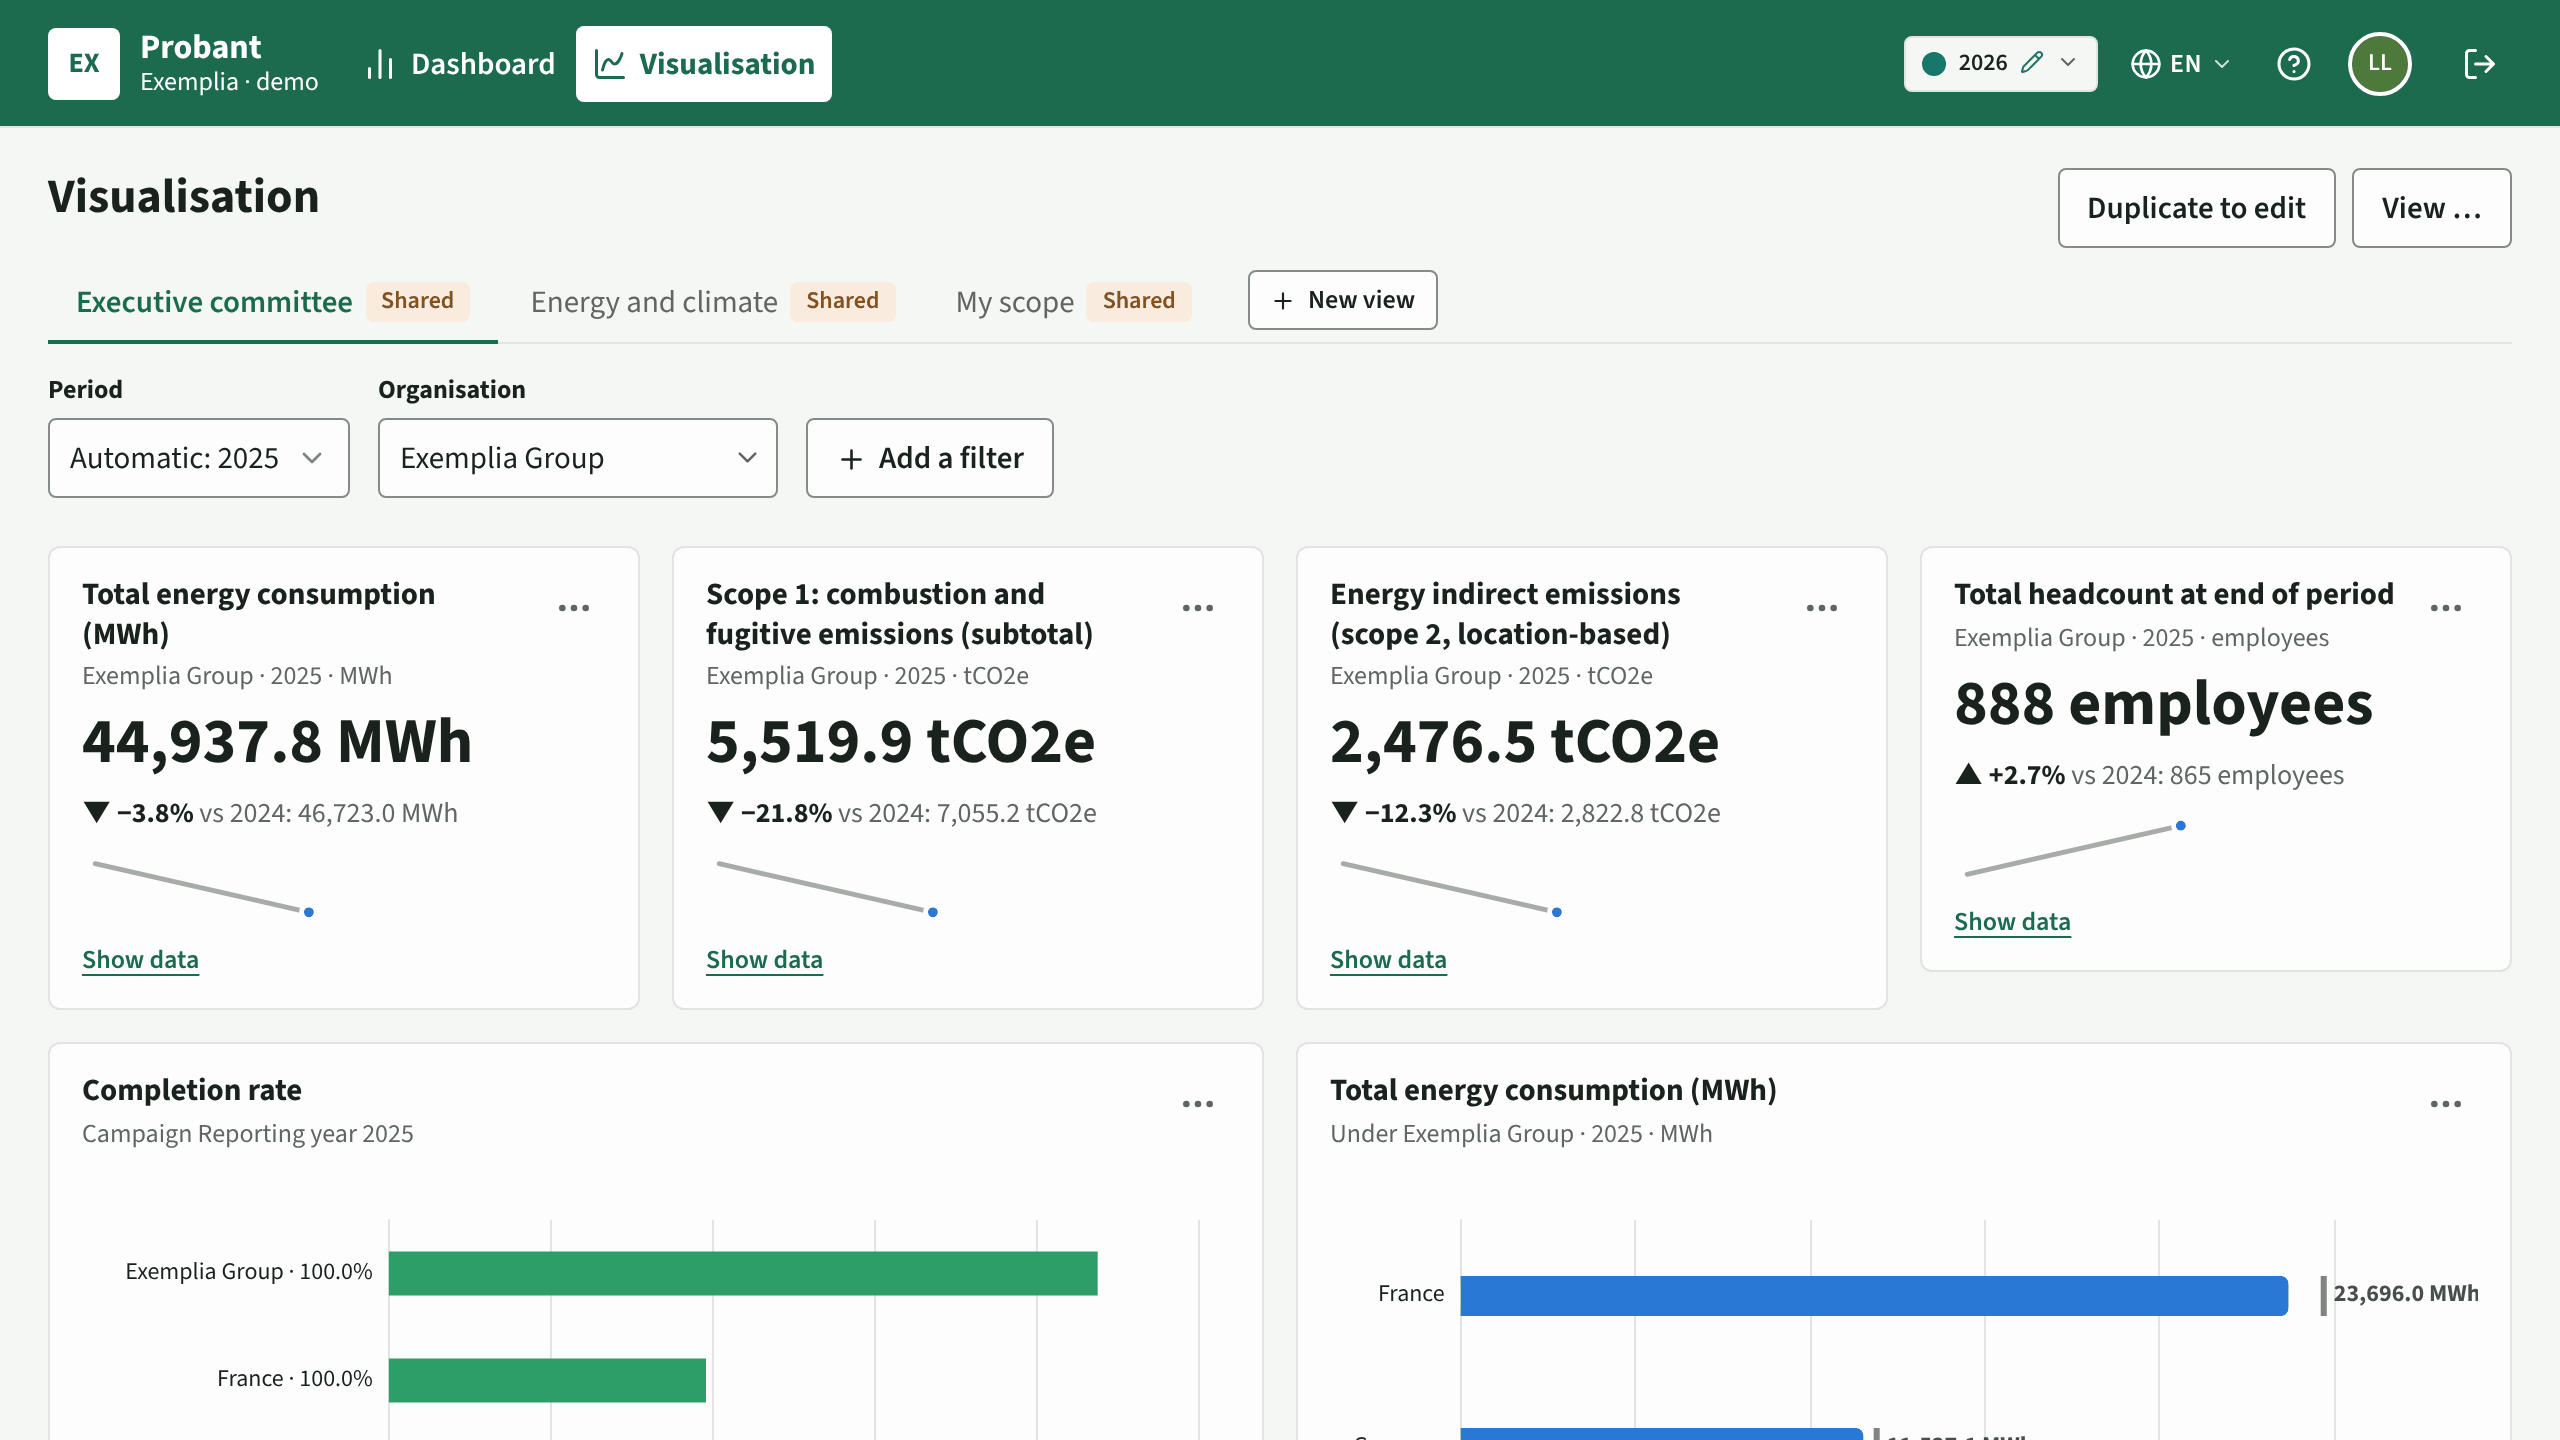 EX
Probant
Exemplia · demo
Dashboard
Visualisation
2026
EN
LL
Visualisation
Duplicate to edit
View ...
Executive committee Shared
Energy and climate Shared
My scope Shared
+ New view
Period
Organisation
Automatic: 2025
Exemplia Group
+ Add a filter
Total energy consumption
(MWh)
Exemplia Group · 2025 · MWh
44,937.8 MWh
▼ −3.8% vs 2024: 46,723.0 MWh
Show data
Scope 1: combustion and
fugitive emissions (subtotal)
Exemplia Group · 2025 · tCO2e
5,519.9 tCO2e
▼ −21.8% vs 2024: 7,055.2 tCO2e
Show data
Energy indirect emissions
(scope 2, location-based)
Exemplia Group · 2025 · tCO2e
2,476.5 tCO2e
▼ −12.3% vs 2024: 2,822.8 tCO2e
Show data
Total headcount at end of period
Exemplia Group · 2025 · employees
888 employees
▲ +2.7% vs 2024: 865 employees
Show data
Completion rate
Campaign Reporting year 2025
Exemplia Group · 100.0%
France · 100.0%
Total energy consumption (MWh)
Under Exemplia Group · 2025 · MWh
France
23,696.0 MWh